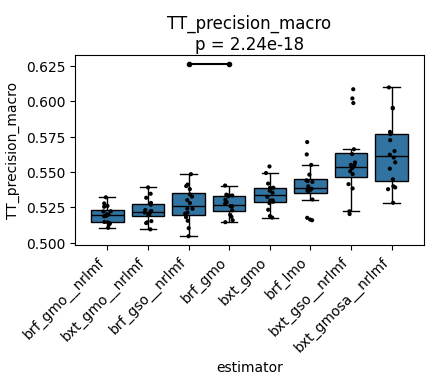 TT_precision_macro
p = 2.24e-18
TT_precision_macro
0.625
0.600
0.575
0.550
0.525
0.500
brf_gmo__nrlmf
bxt_gmo__nrlmf
brf_gso__nrlmf
brf_gmo
bxt_gmo
brf_lmo
bxt_gso__nrlmf
bxt_gmosa__nrlmf
estimator